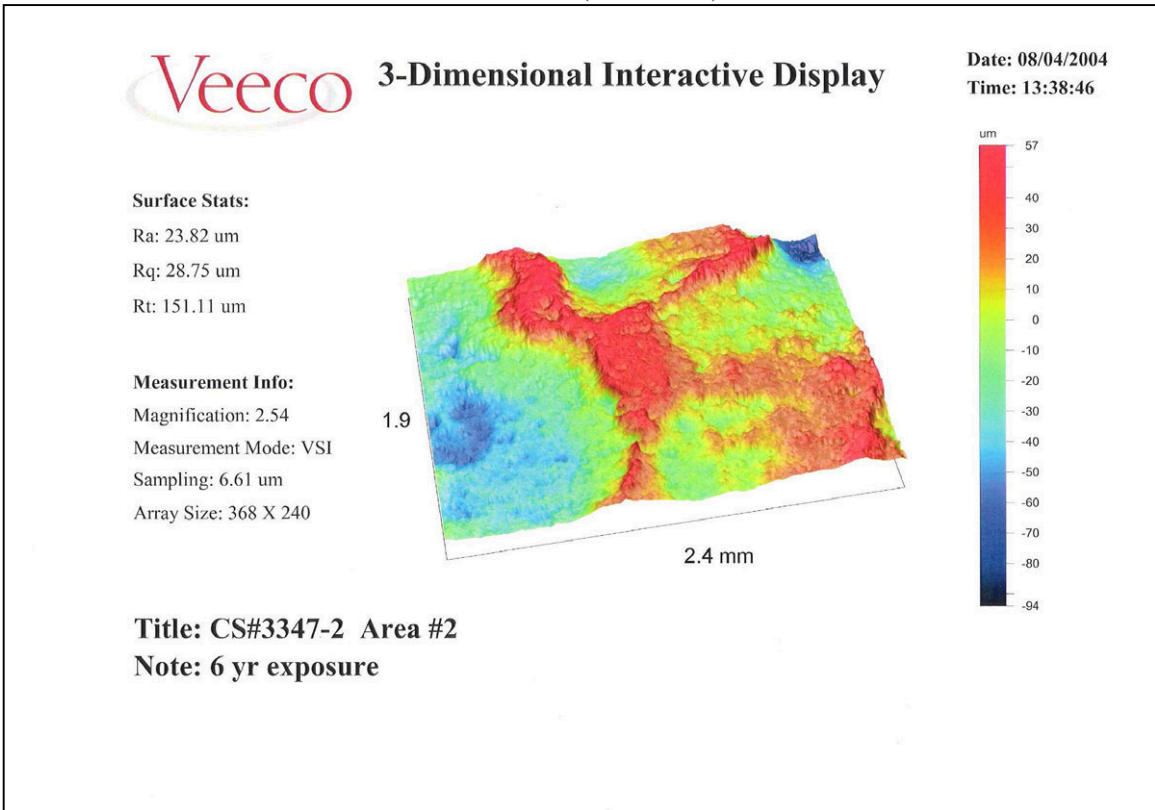 Veeco
3-Dimensional Interactive Display
Date: 08/04/2004
Time: 13:38:46
um
57
40
30
20
10
0
-10
-20
-30
-40
-50
-60
-70
-80
-94
Surface Stats:
Ra: 23.82 um
Rq: 28.75 um
Rt: 151.11 um
Measurement Info:
Magnification: 2.54
Measurement Mode: VSI
Sampling: 6.61 um
Array Size: 368 X 240
1.9
2.4 mm
Title: CS#3347-2 Area #2
Note: 6 yr exposure